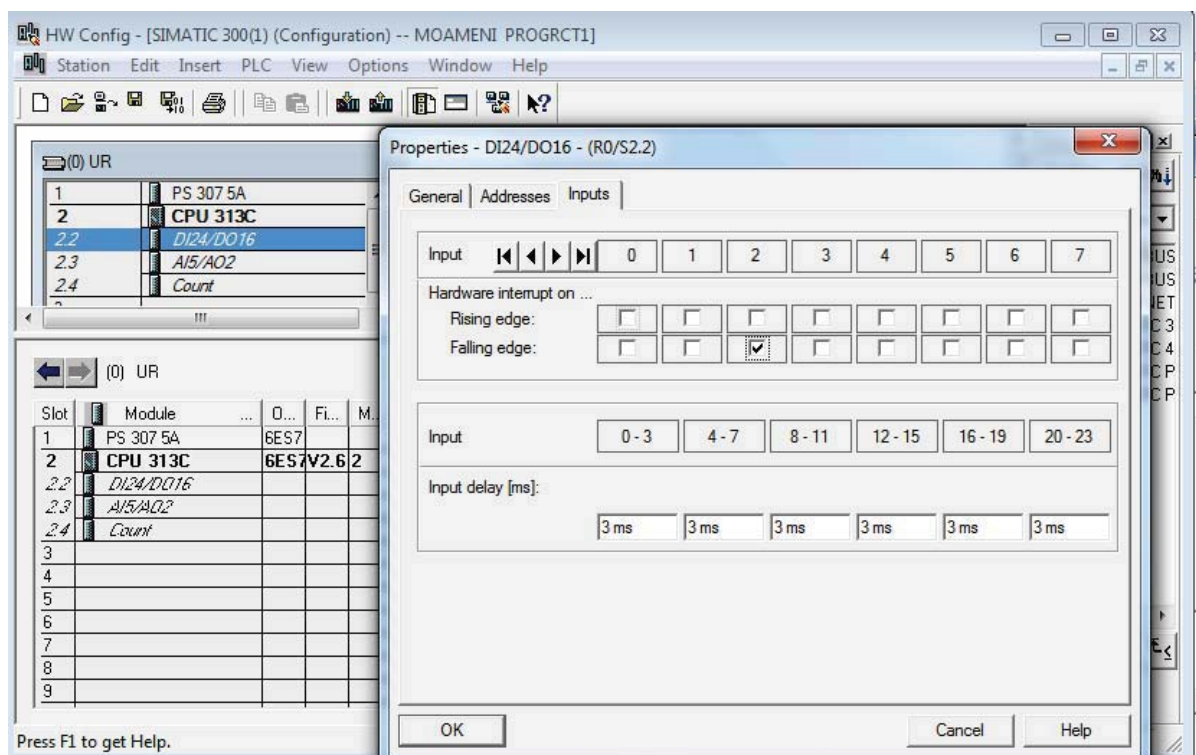 HW Config - [SIMATIC 300(1) (Configuration) -- MOAMENI PROGRCT1]
Station Edit Insert PLC View Options Window Help
(0) UR
1 PS 307 5A
2 CPU 313C
2.2 DI24/DO16
2.3 AI5/AO2
2.4 Count
(0) UR
Slot Module ... O... Fi... M
1 PS 307 5A 6ES7
2 CPU 313C 6ES7 V2.6 2
2.2 DI24/DO16
2.3 AI5/AO2
2.4 Count
3
4
5
6
7
8
9
Press F1 to get Help.
Properties - DI24/DO16 - (R0/S2.2)
General Addresses Inputs
Input 0 1 2 3 4 5 6 7
Hardware interrupt on ...
Rising edge:
Falling edge:
Input 0 - 3 4 - 7 8 - 11 12 - 15 16 - 19 20 - 23
Input delay [ms]:
3 ms 3 ms 3 ms 3 ms 3 ms 3 ms
OK Cancel Help
BUS
BUS
NET
C 3
C 4
C P
C P